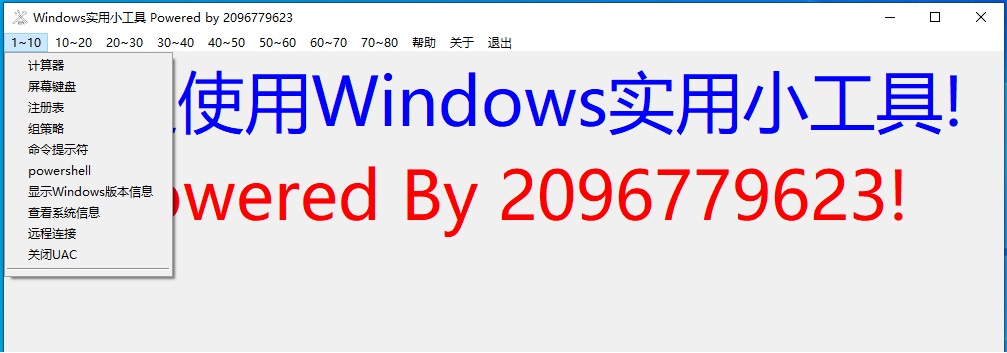 Windows实用小工具 Powered by 2096779623
1~10 10~20 20~30 30~40 40~50 50~60 60~70 70~80 帮助 关于 退出
计算器
屏幕键盘
注册表
组策略
命令提示符
powershell
显示Windows版本信息
查看系统信息
远程连接
关闭UAC
使用Windows实用小工具!
owered By 2096779623!